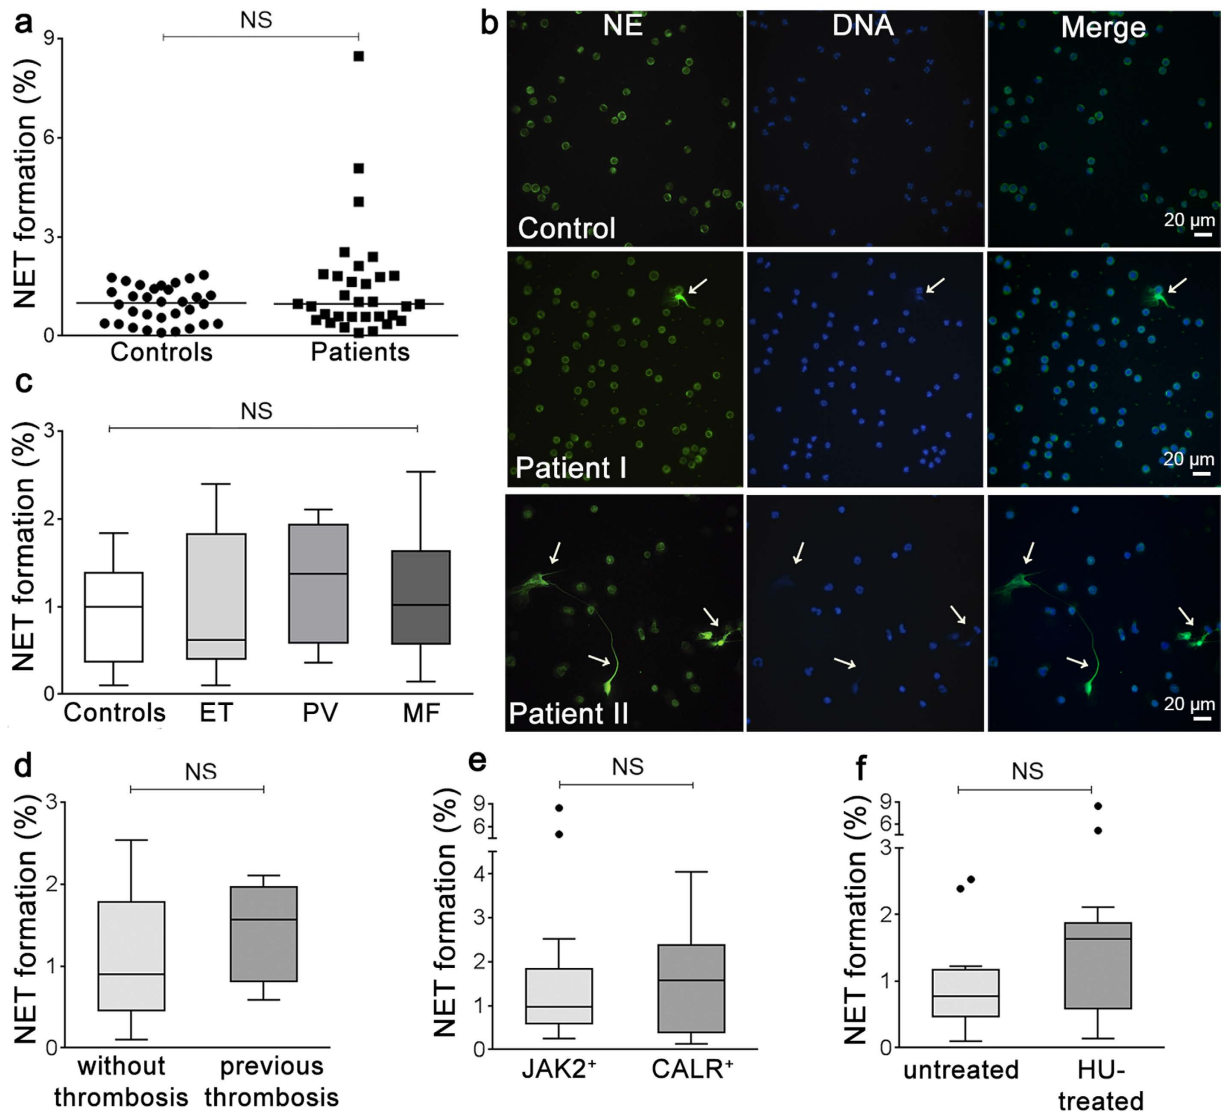 a
NS
NET formation (%)
9
6
3
0
Controls
Patients
b
NE
DNA
Merge
Control
20 µm
Patient I
20 µm
Patient II
20 µm
c
NS
NET formation (%)
3
2
1
0
Controls
ET
PV
MF
d
NS
NET formation (%)
3
2
1
0
without
thrombosis
previous
thrombosis
e
NS
NET formation (%)
9
6
4
3
2
1
0
JAK2⁺
CALR⁺
f
NS
NET formation (%)
9
6
3
2
1
0
untreated
HU-
treated